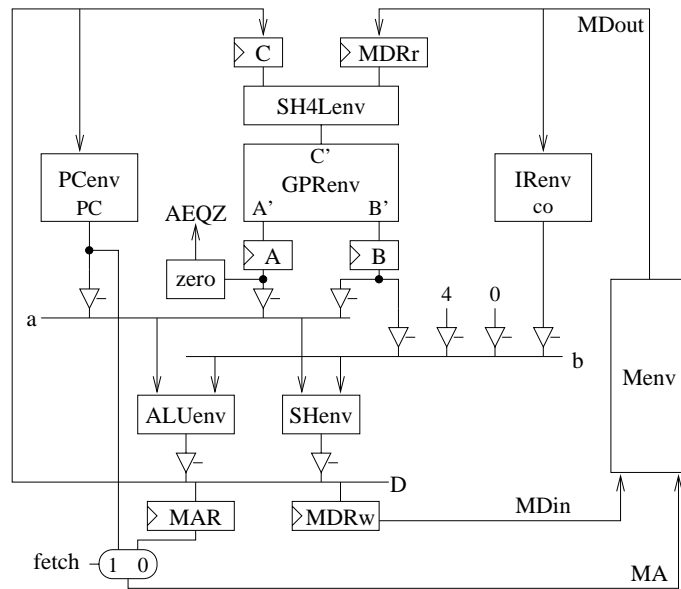 MDout
C
MDRr
SH4Lenv
C'
PCenv
GPRenv
IRenv
PC
A'
B'
co
AEQZ
A
B
zero
4
0
a
b
Menv
ALUenv
SHenv
D
MDin
MAR
MDRw
fetch
1 0
MA